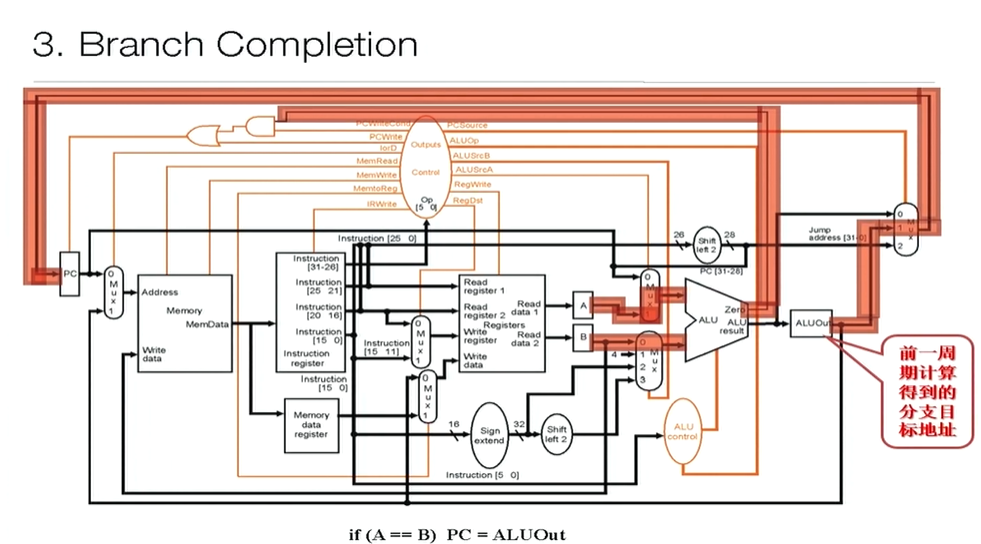 3. Branch Completion
PCWriteCond
PCSource
PCWrite
ALUOp
IorD
Outputs
MemRead
ALUSrcB
MemWrite
Control
ALUSrcA
MemtoReg
RegWrite
IRWrite
Op
[5 0]
RegDst
Instruction [25 0]
26
Shift
left 2
28
Jump
address [31-0]
PC [31-28]
0
1
M
u
x
2
PC
0
M
u
x
1
Address
Memory
MemData
Write
data
Instruction
[31-26]
Instruction
[25 21]
Instruction
[20 16]
Instruction
[15 0]
Instruction
register
Instruction
[15 0]
Memory
data
register
Instruction
[15 11]
0
M
u
x
1
0
M
u
x
1
Read
register 1
Read
register 2
Registers
Write
register
Write
data
Read
data 1
Read
data 2
A
B
0
M
u
x
4
0
1
M
u
x
2
3
Zero
ALU
ALU
result
ALUOut
16
Sign
extend
32
Shift
left 2
ALU
control
Instruction [5 0]
前一周
期计算
得到的
分支目
标地址
if (A == B) PC = ALUOut